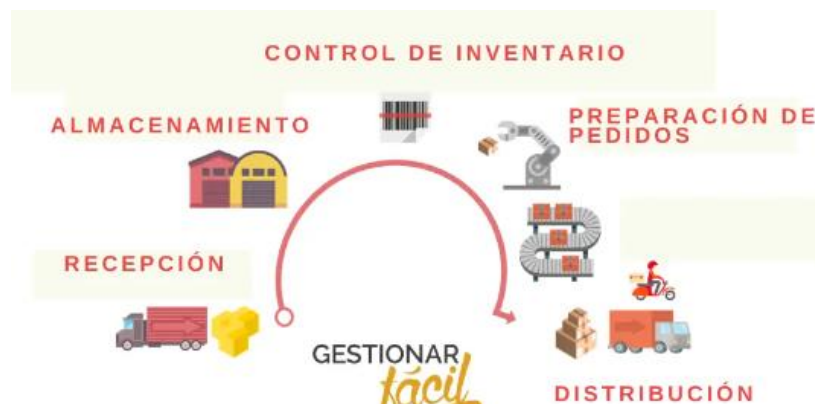 CONTROL DE INVENTARIO
ALMACENAMIENTO
PREPARACIÓN DE
PEDIDOS
RECEPCIÓN
GESTIONAR
fácil
DISTRIBUCIÓN